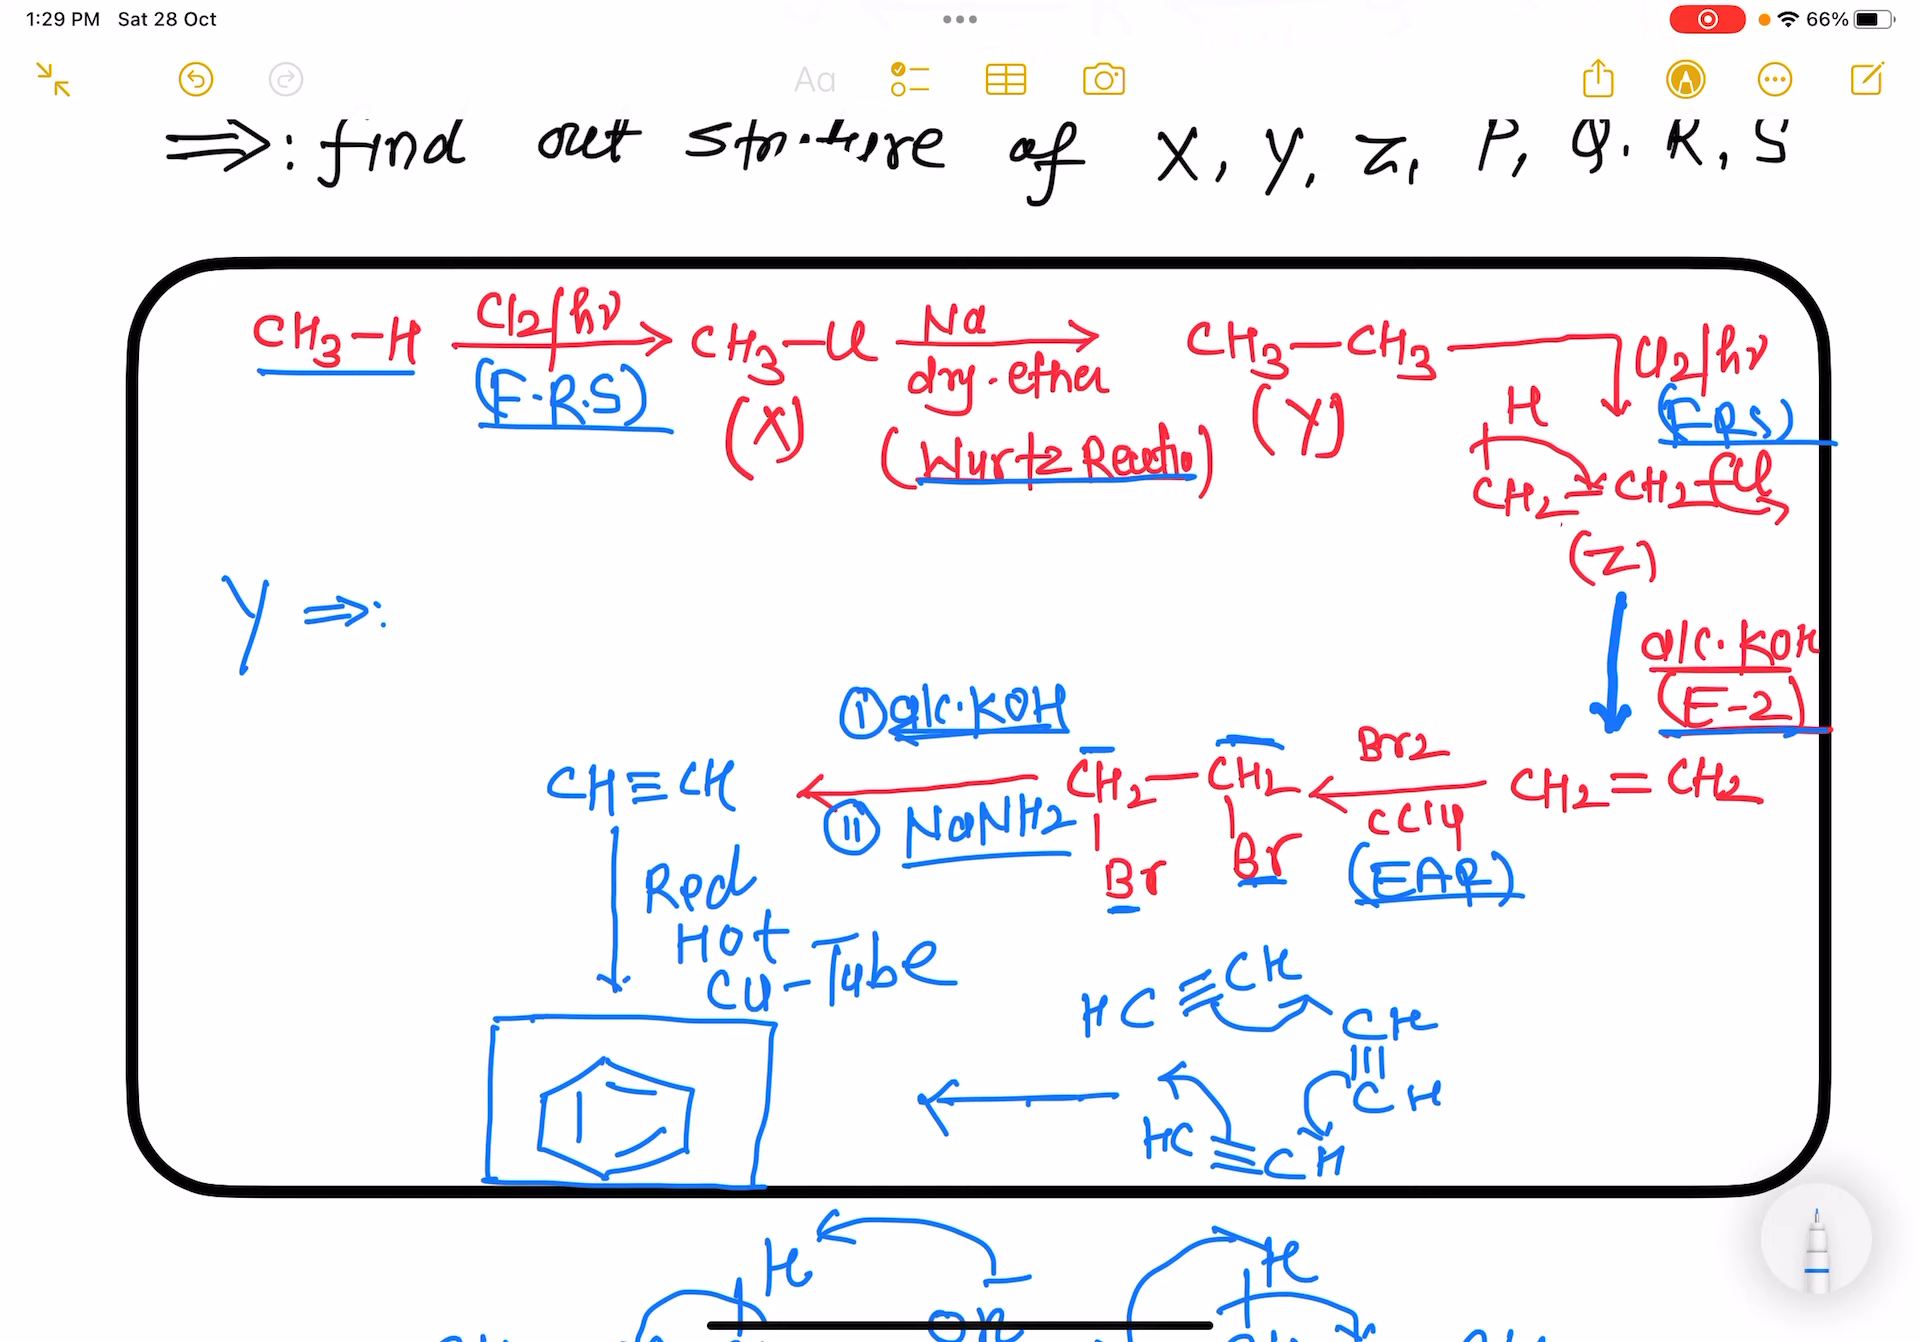 1:29 PM Sat 28 Oct
66%
Aa
⇒: find out structure of X, Y, Z, P, Q, R, S
CH3–H Cl2/hν CH3–Cl Na CH3–CH3 Cl2/hν
(F.R.S) dry.ether (FRS)
(X) (Wurtz Reactio) (Y) H
CH2–CH2–Cl
(Z)
Y ⇒:
alc.KOH
(E-2)
(i) alc.KOH
CH≡CH CH2–CH2 Br2 CH2=CH2
(ii) NaNH2 CCl4
Br Br (EAR)
Red
Hot
Cu–Tube
HC≡CH
CH
|||
CH
HC≡CH
H H